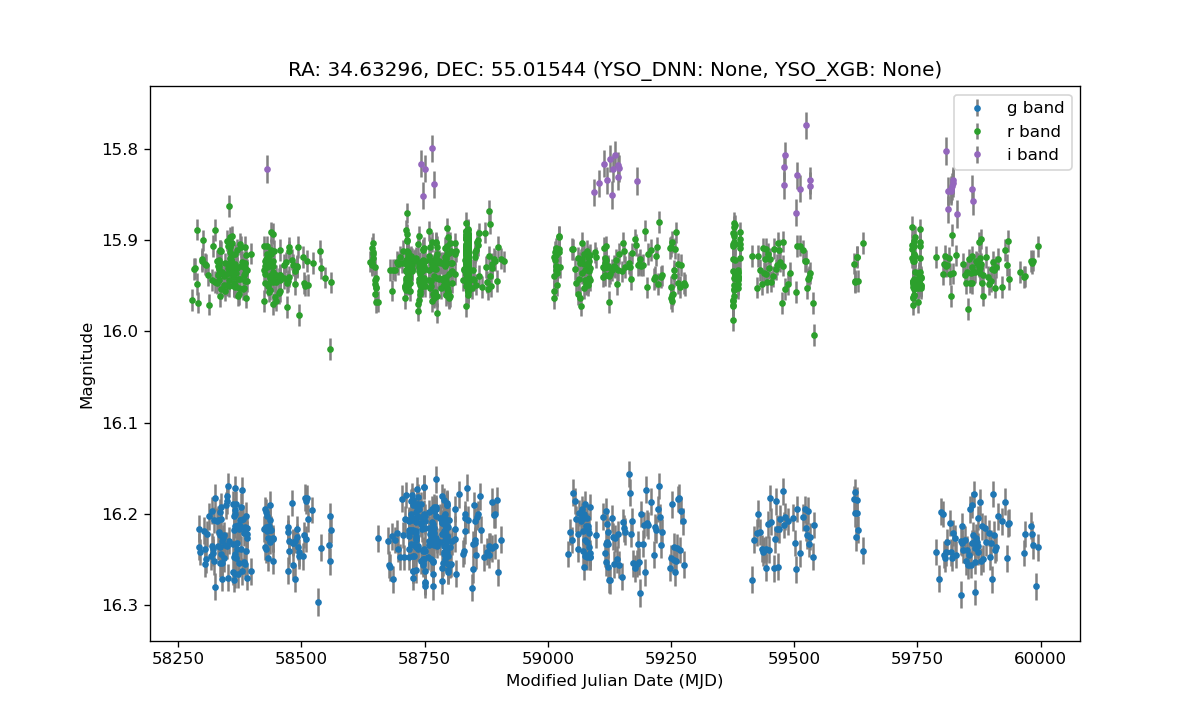 RA: 34.63296, DEC: 55.01544 (YSO_DNN: None, YSO_XGB: None)
g band
r band
i band
15.8
15.9
16.0
16.1
16.2
16.3
Magnitude
58250 58500 58750 59000 59250 59500 59750 60000
Modified Julian Date (MJD)